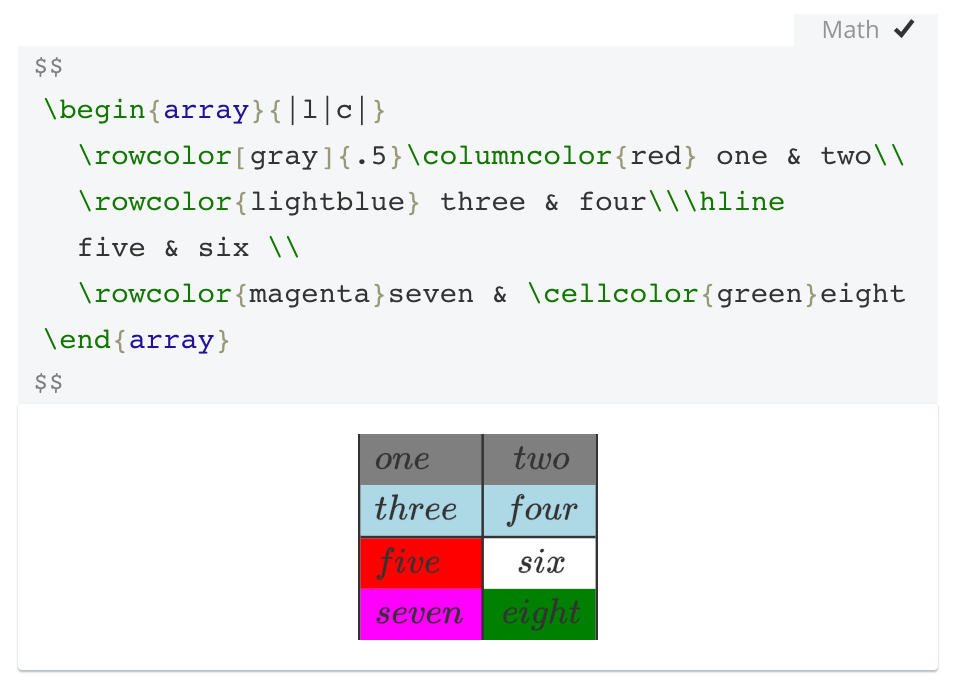 Math ✔
$$
\begin{array}{|l|c|}
\rowcolor[gray]{.5}\columncolor{red} one & two\\
\rowcolor{lightblue} three & four\\\hline
five & six \\
\rowcolor{magenta}seven & \cellcolor{green}eight
\end{array}
$$
one two
three four
five six
seven eight